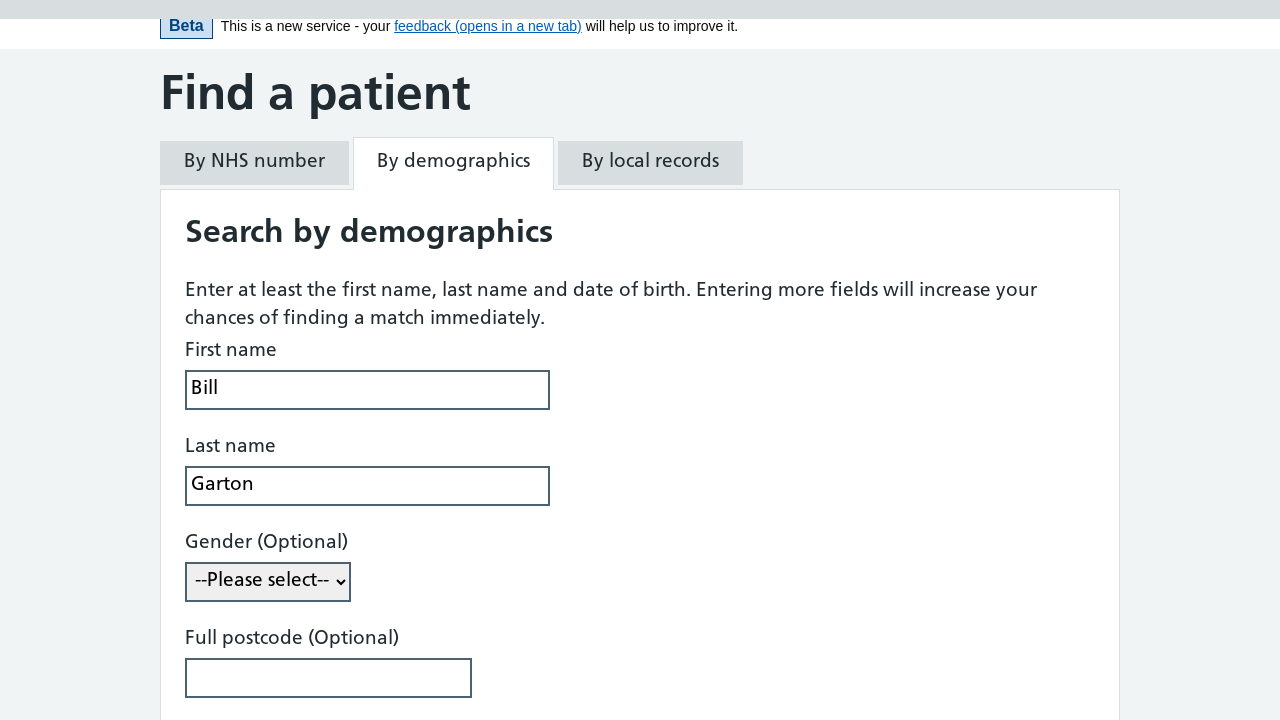 Beta This is a new service - your feedback (opens in a new tab) will help us to improve it.
Find a patient
By NHS number By demographics By local records
Search by demographics
Enter at least the first name, last name and date of birth. Entering more fields will increase your
chances of finding a match immediately.
First name
Bill
Last name
Garton
Gender (Optional)
--Please select--
Full postcode (Optional)